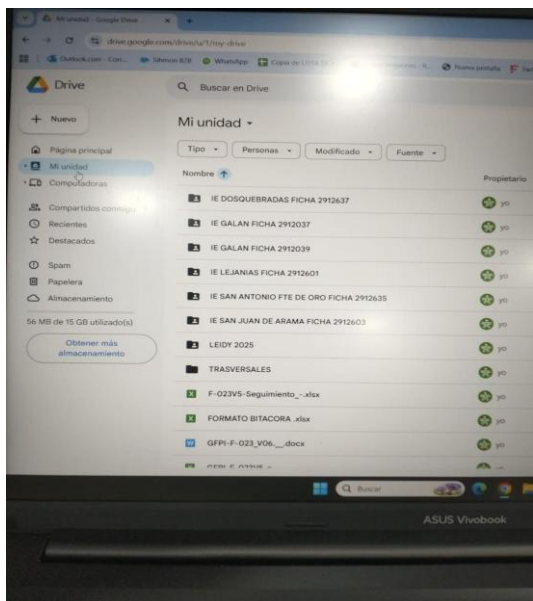 Mi unidad - Google Drive
drive.google.com/drive/u/1/my-drive
Outlook.com - Corr...
WhatsApp
Nueva pestaña
Drive
Buscar en Drive
Nuevo
Mi unidad
Tipo
Personas
Modificado
Fuente
Página principal
Mi unidad
Computadoras
Compartidos conmigo
Recientes
Destacados
Spam
Papelera
Almacenamiento
56 MB de 15 GB utilizado(s)
Obtener más
almacenamiento
Nombre
Propietario
IE DOSQUEBRADAS FICHA 2912637
yo
IE GALAN FICHA 2912037
yo
IE GALAN FICHA 2912039
yo
IE LEJANIAS FICHA 2912601
yo
IE SAN ANTONIO FTE DE ORO FICHA 2912635
yo
IE SAN JUAN DE ARAMA FICHA 2912603
yo
LEIDY 2025
yo
TRASVERSALES
yo
F-023V5-Seguimiento_-.xlsx
yo
FORMATO BITACORA .xlsx
yo
GFPI-F-023_V06.__.docx
yo
Buscar
ASUS Vivobook